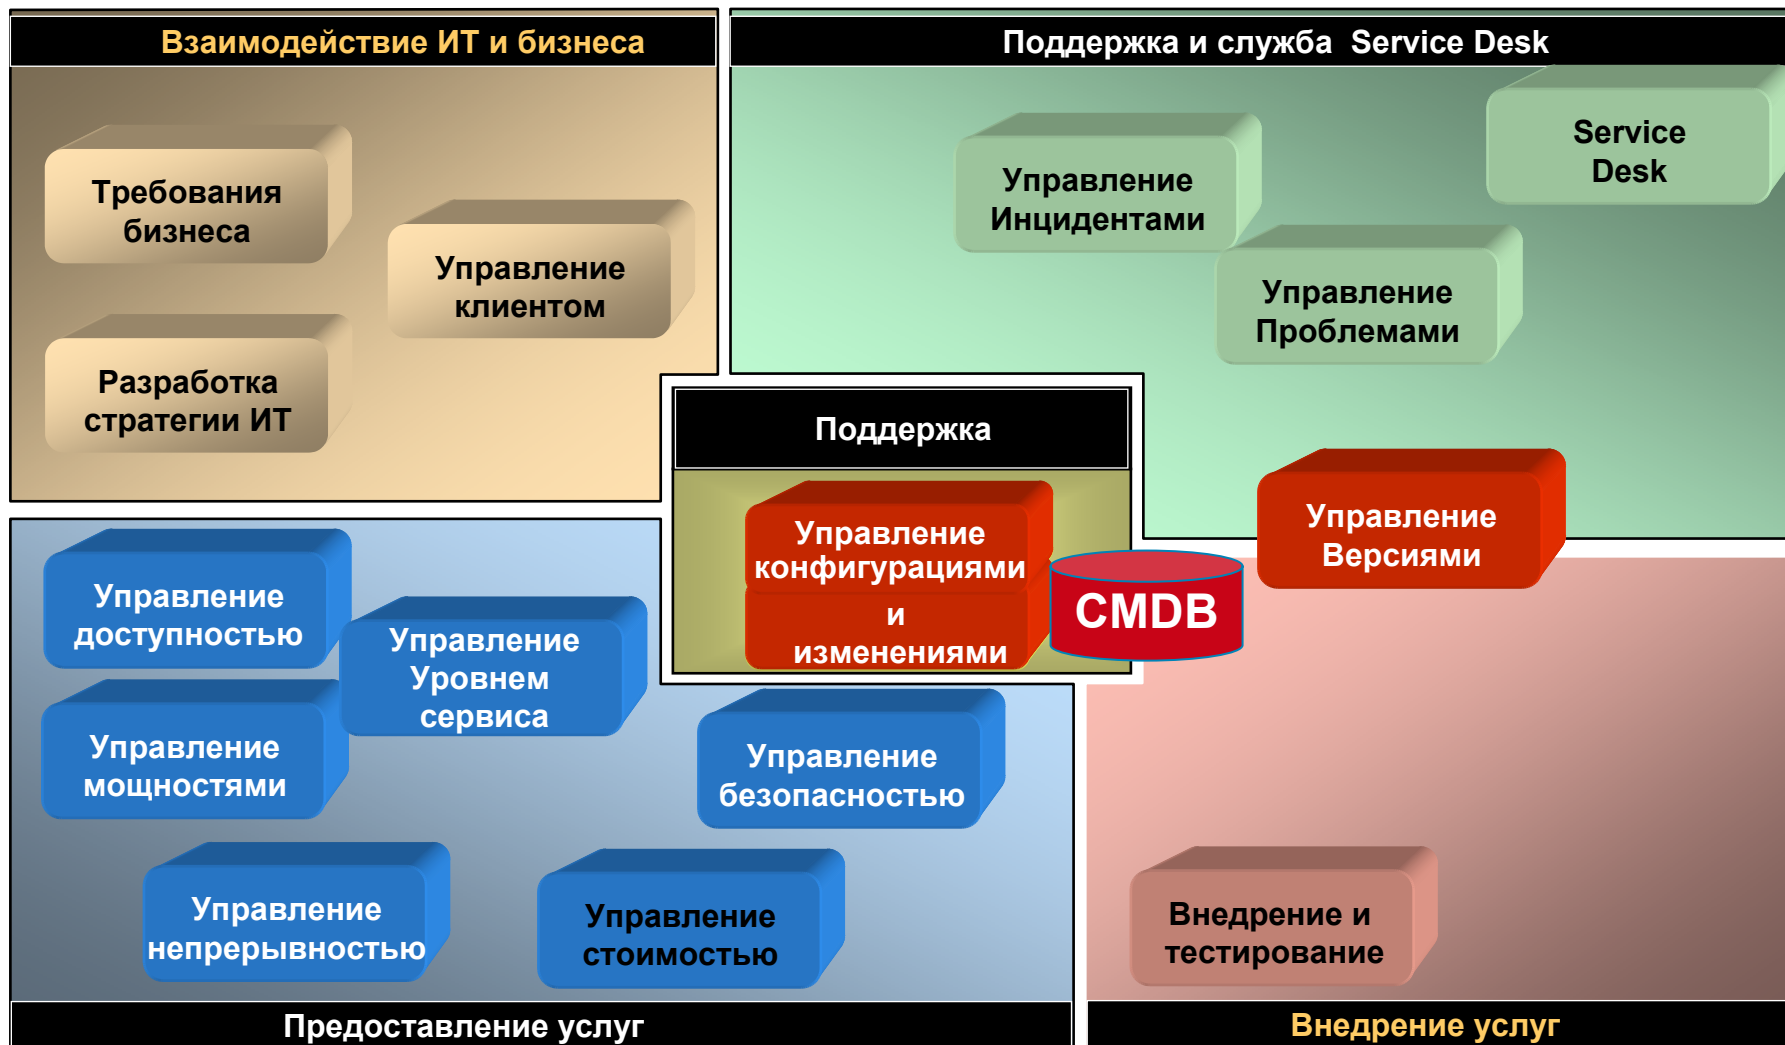 Взаимодействие ИТ и бизнеса
Требования
бизнеса
Управление
клиентом
Разработка
стратегии ИТ
Поддержка и служба Service Desk
Service
Desk
Управление
Инцидентами
Управление
Проблемами
Поддержка
Управление
конфигурациями
и
изменениями
CMDB
Управление
Версиями
Управление
доступностью
Управление
Уровнем
сервиса
Управление
мощностями
Управление
безопасностью
Управление
непрерывностью
Управление
стоимостью
Предоставление услуг
Внедрение и
тестирование
Внедрение услуг